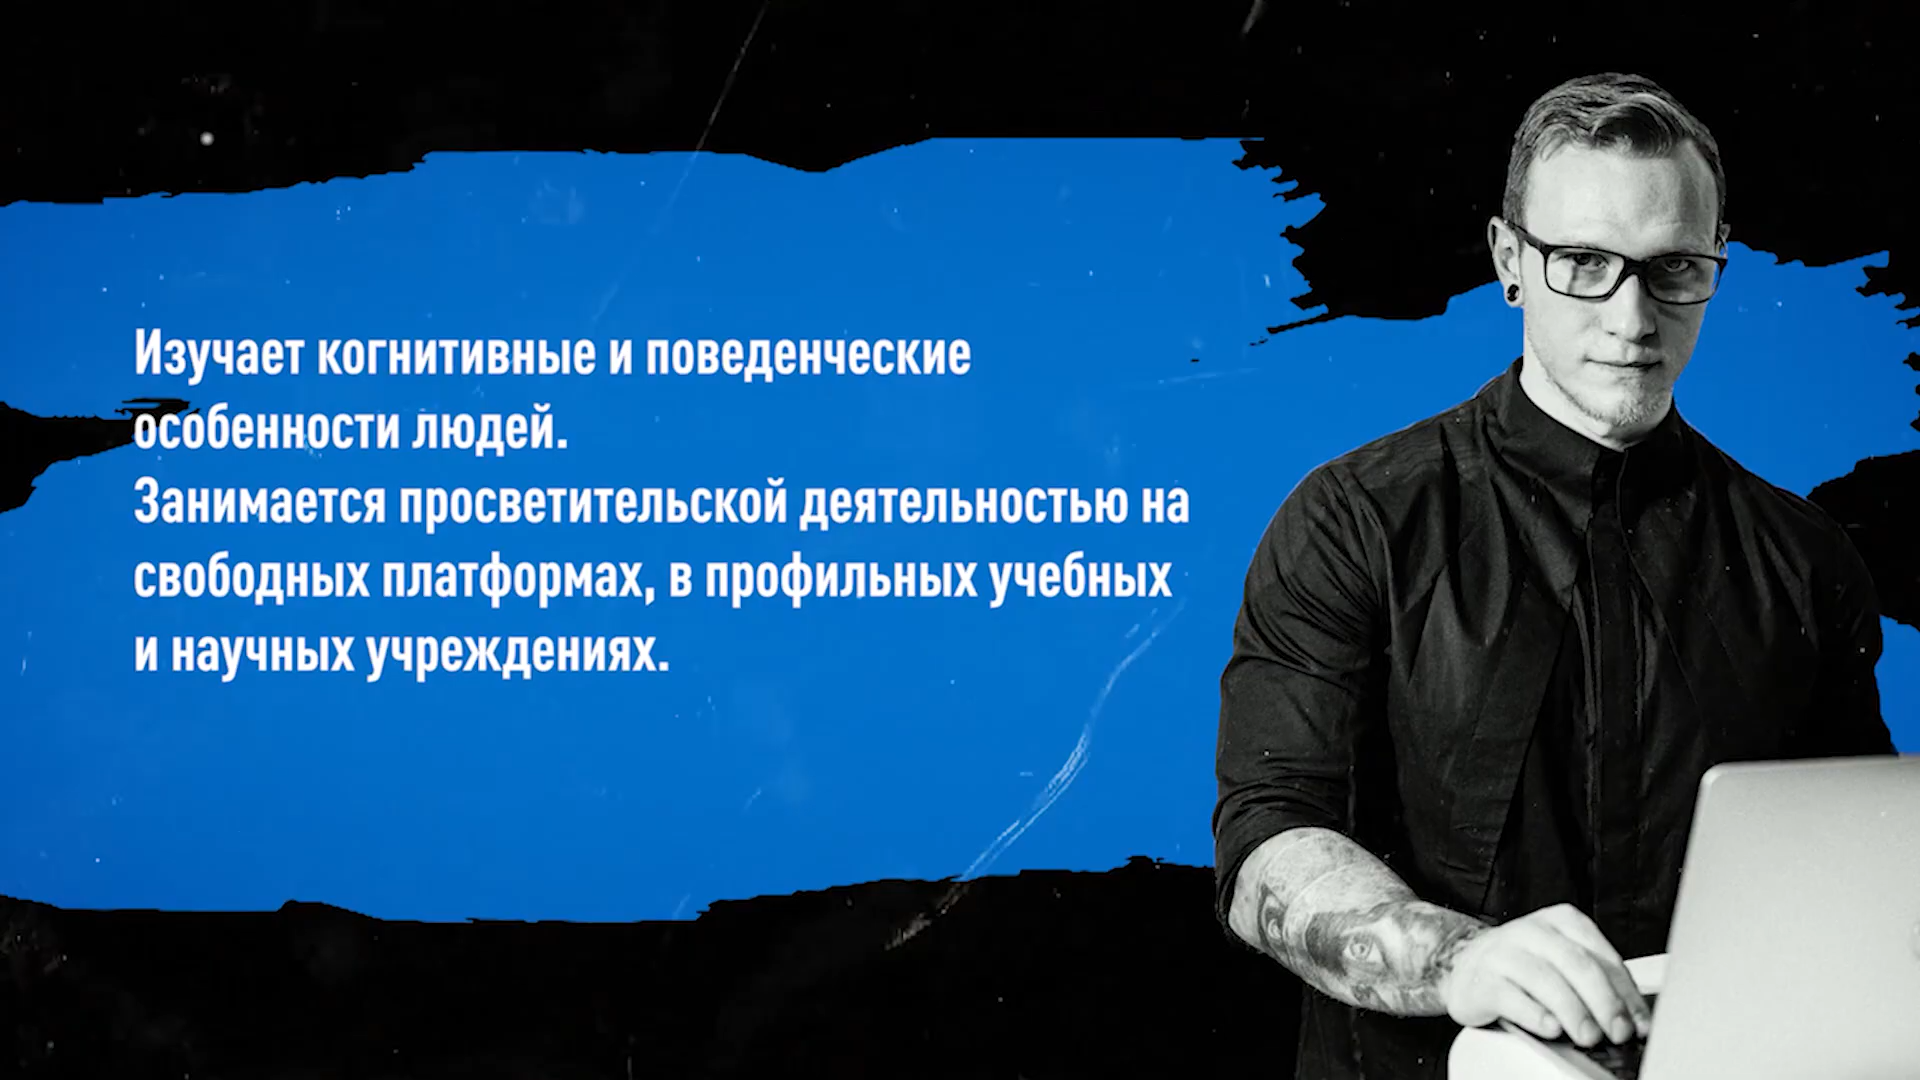 Изучает когнитивные и поведенческие
особенности людей.
Занимается просветительской деятельностью на
свободных платформах, в профильных учебных
и научных учреждениях.